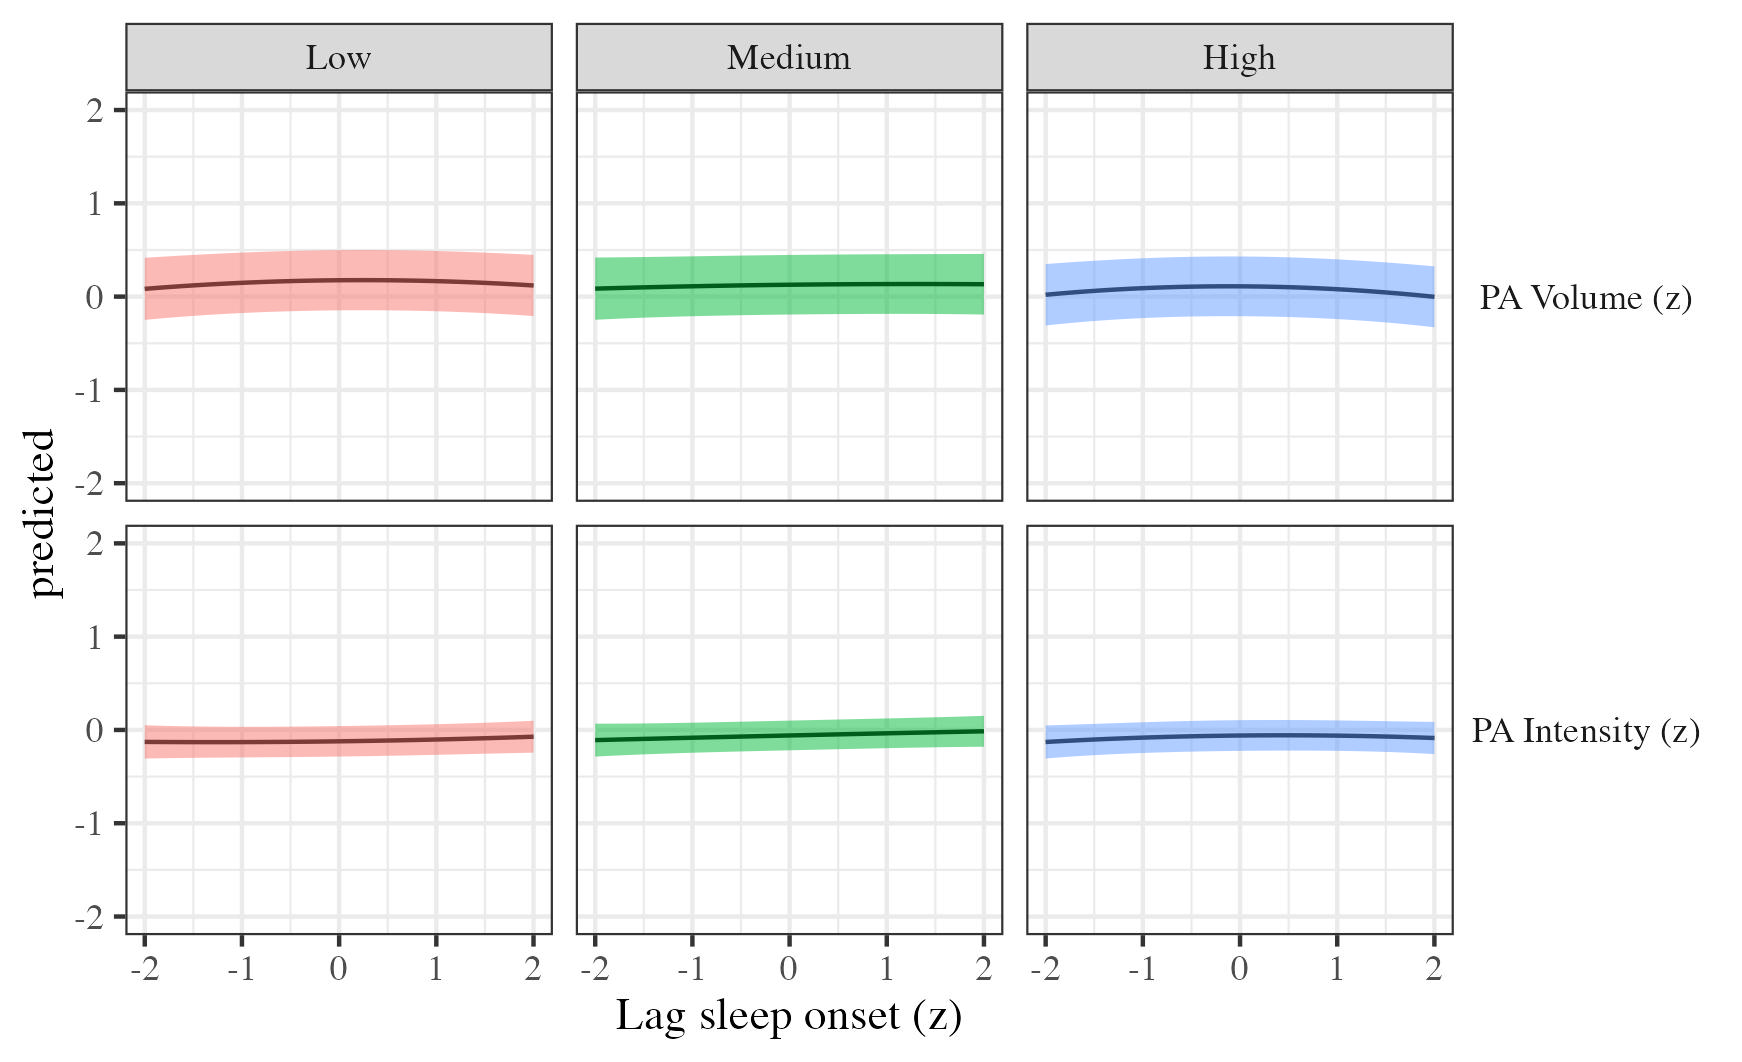 Low Medium High
2
1
0
-1
-2
PA Volume (z)
predicted
2
1
0
-1
-2
PA Intensity (z)
-2 -1 0 1 2 -2 -1 0 1 2 -2 -1 0 1 2
Lag sleep onset (z)